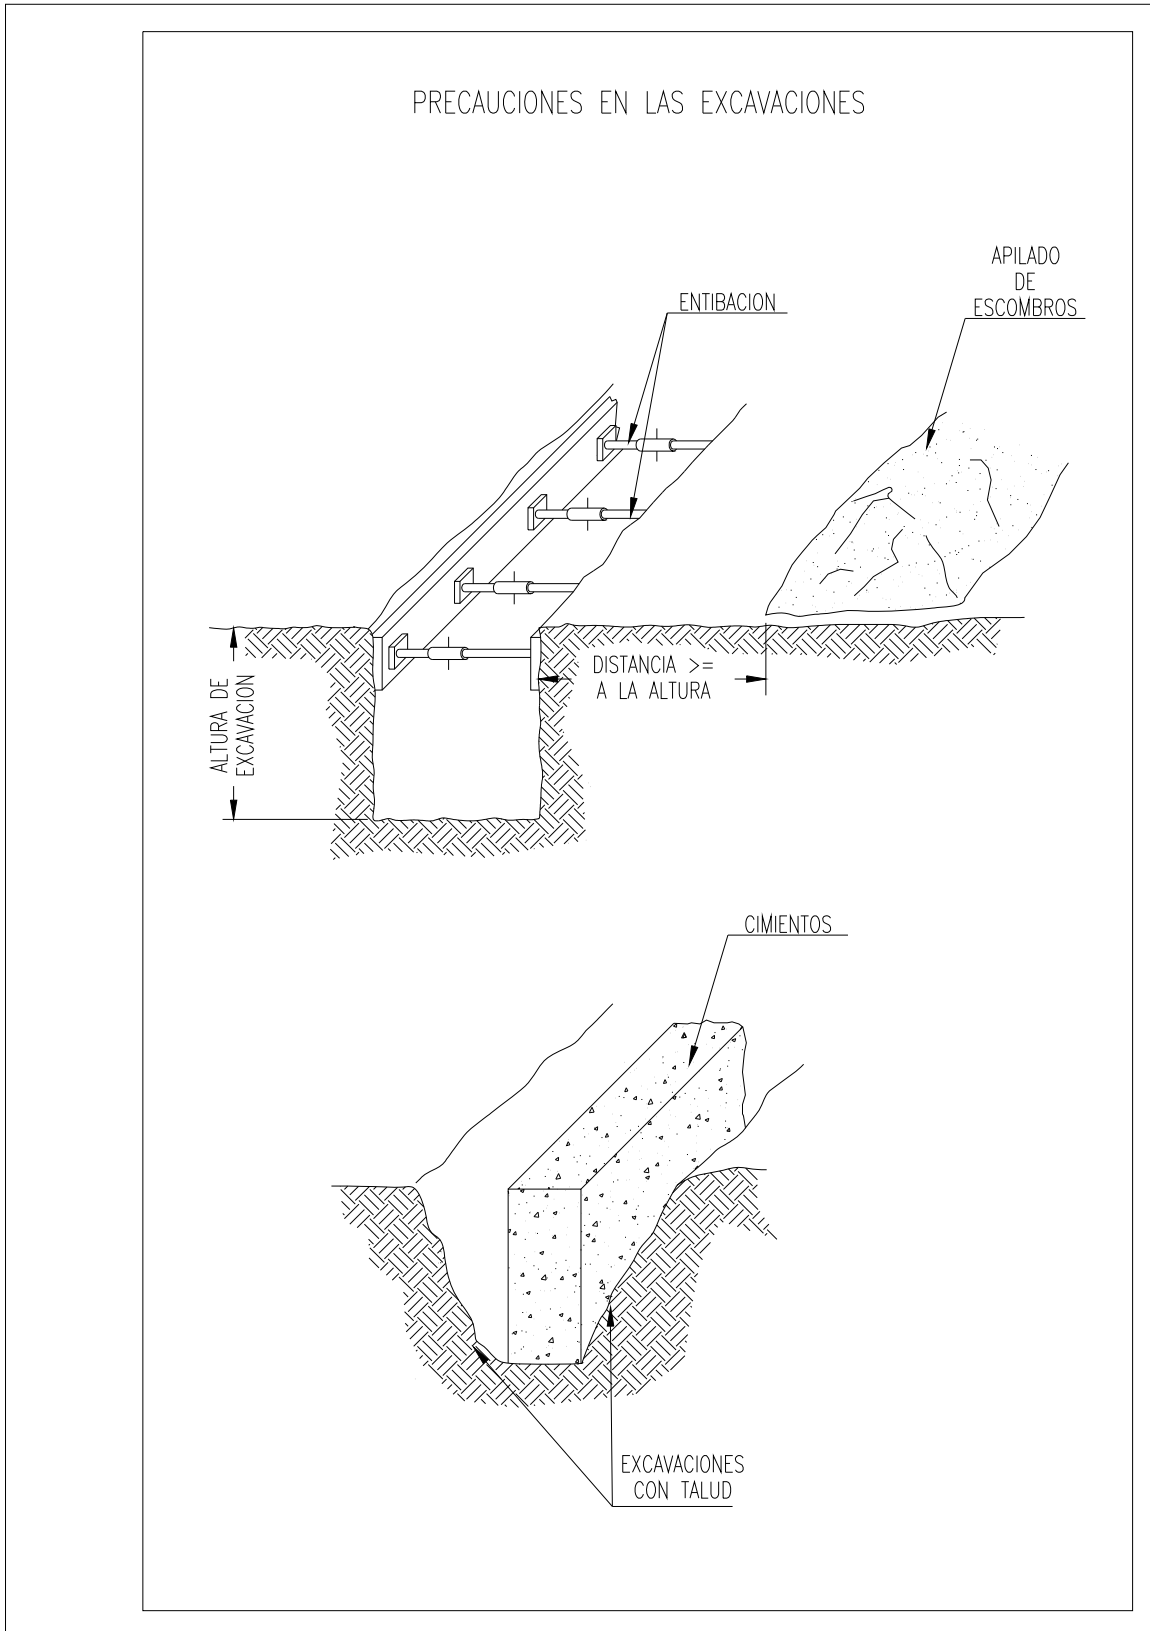 PRECAUCIONES EN LAS EXCAVACIONES
APILADO
DE
ESCOMBROS
ENTIBACION
DISTANCIA >=
A LA ALTURA
ALTURA DE
EXCAVACION
CIMIENTOS
EXCAVACIONES
CON TALUD